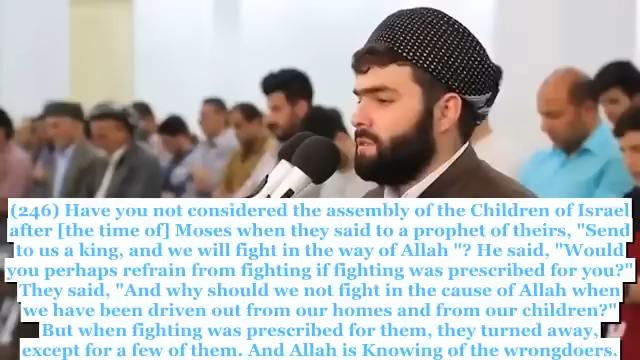 (246) Have you not considered the assembly of the Children of Israel
after [the time of] Moses when they said to a prophet of theirs, "Send
to us a king, and we will fight in the way of Allah "? He said, "Would
you perhaps refrain from fighting if fighting was prescribed for you?"
They said, "And why should we not fight in the cause of Allah when
we have been driven out from our homes and from our children?"
But when fighting was prescribed for them, they turned away,
except for a few of them. And Allah is Knowing of the wrongdoers.